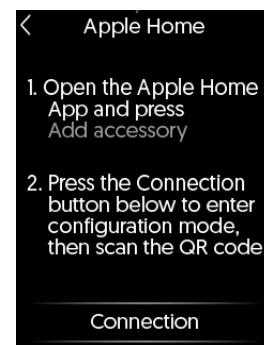 Apple Home
1. Open the Apple Home
App and press
Add accessory
2. Press the Connection
button below to enter
configuration mode,
then scan the QR code
Connection